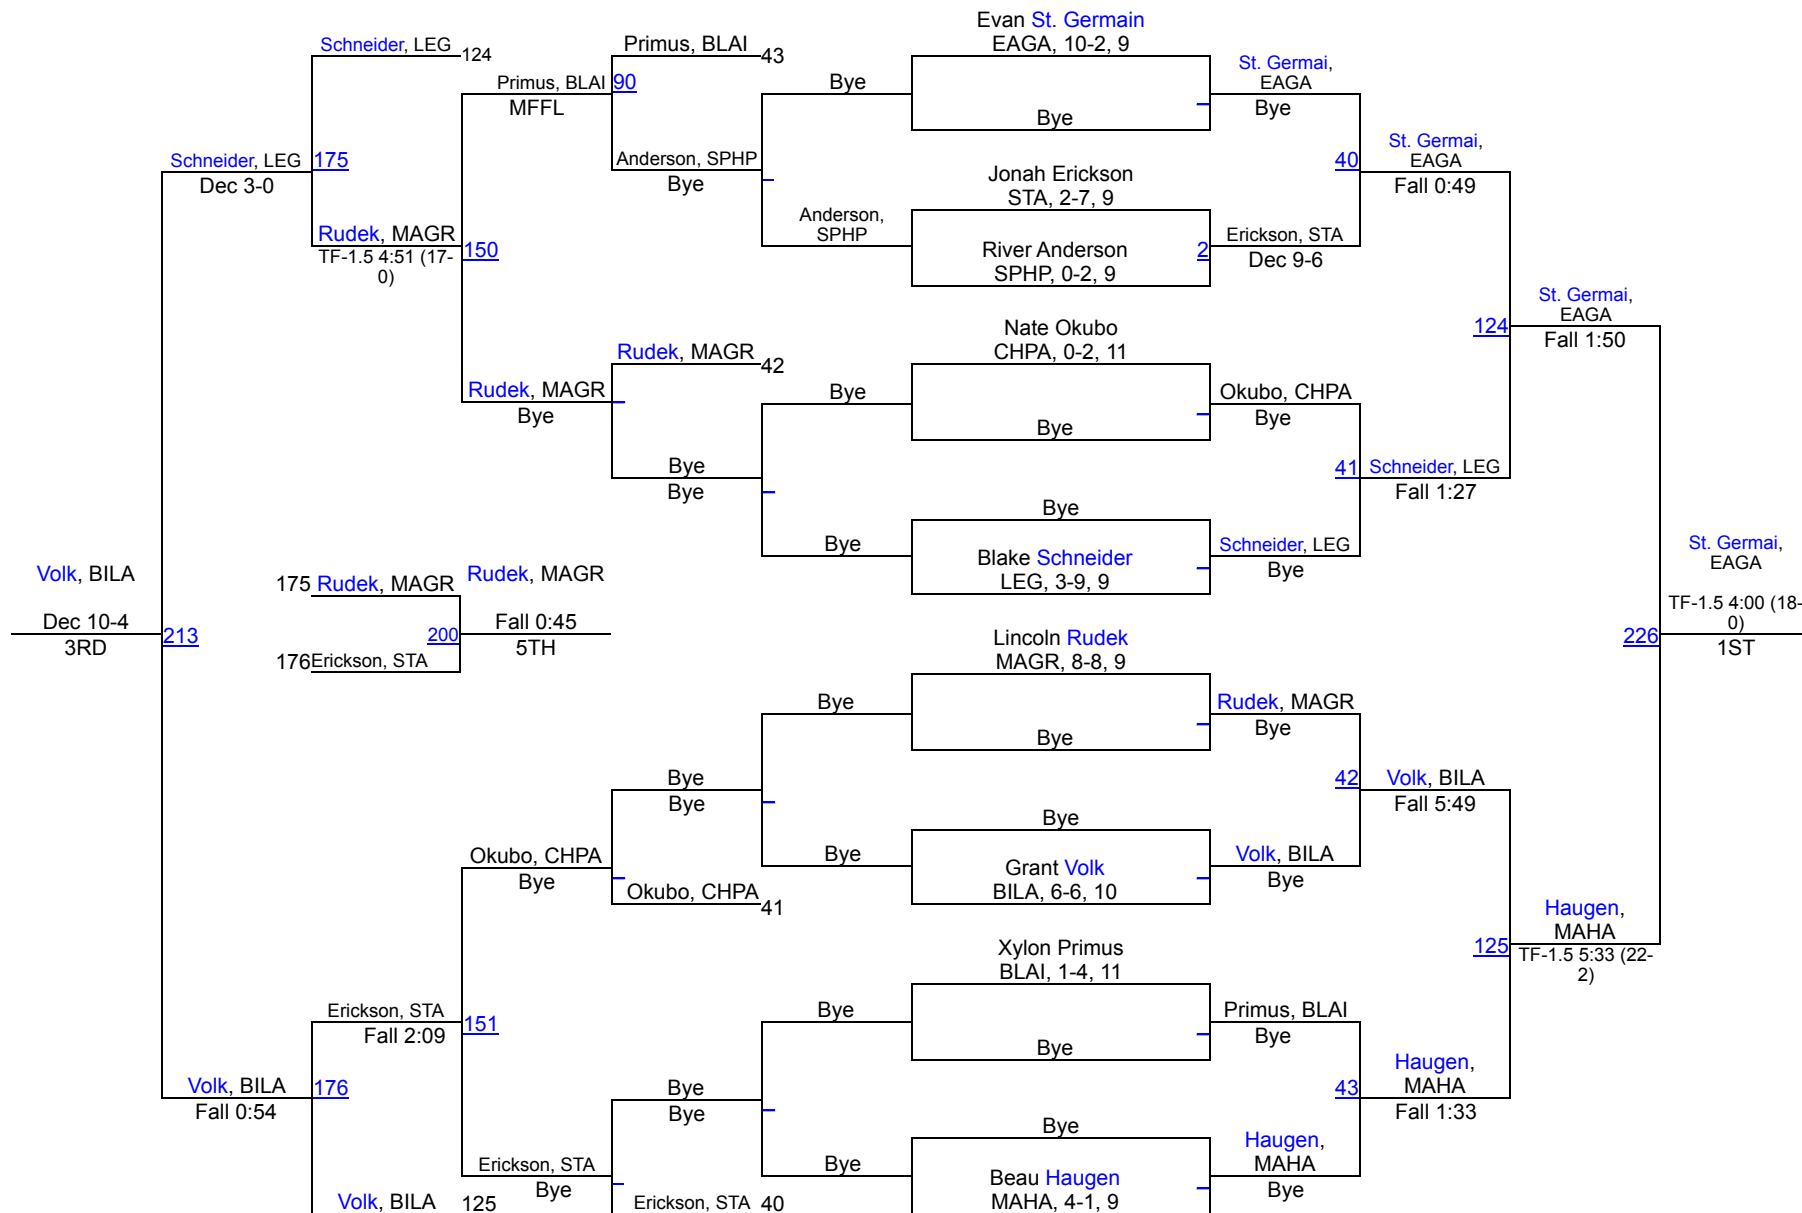 Evan St. Germain
EAGA, 10-2, 9
Schneider, LEG
124
Primus, BLAI
43
St. Germai,
EAGA
Bye
Primus, BLAI
90
MFFL
Bye
Bye
St. Germai,
EAGA
Fall 0:49
40
Schneider, LEG
175
Dec 3-0
Anderson, SPHP
Bye
Jonah Erickson
STA, 2-7, 9
Anderson,
SPHP
River Anderson
SPHP, 0-2, 9
2
Erickson, STA
Dec 9-6
Rudek, MAGR
150
TF-1.5 4:51 (17-
0)
St. Germai,
EAGA
Fall 1:50
124
Nate Okubo
CHPA, 0-2, 11
Rudek, MAGR
42
Rudek, MAGR
Bye
Bye
Bye
Okubo, CHPA
Bye
Bye
Bye
41
Schneider, LEG
Fall 1:27
Bye
Bye
Blake Schneider
LEG, 3-9, 9
Schneider, LEG
Bye
St. Germai,
EAGA
TF-1.5 4:00 (18-
0)
226
1ST
Volk, BILA
Dec 10-4
213
3RD
175
Rudek, MAGR
Rudek, MAGR
200
Fall 0:45
5TH
176
Erickson, STA
Lincoln Rudek
MAGR, 8-8, 9
Bye
Bye
Rudek, MAGR
Bye
Bye
Bye
42
Volk, BILA
Fall 5:49
Bye
Bye
Grant Volk
BILA, 6-6, 10
Volk, BILA
Bye
Okubo, CHPA
Bye
Okubo, CHPA
41
Haugen,
MAHA
125
TF-1.5 5:33 (22-
2)
Xylon Primus
BLAI, 1-4, 11
Bye
Bye
Primus, BLAI
Bye
Erickson, STA
151
Fall 2:09
Haugen,
MAHA
43
Fall 1:33
Volk, BILA
176
Fall 0:54
Bye
Bye
Bye
Bye
Beau Haugen
MAHA, 4-1, 9
Haugen,
MAHA
Bye
Erickson, STA
Bye
Volk, BILA
125
Erickson, STA
40